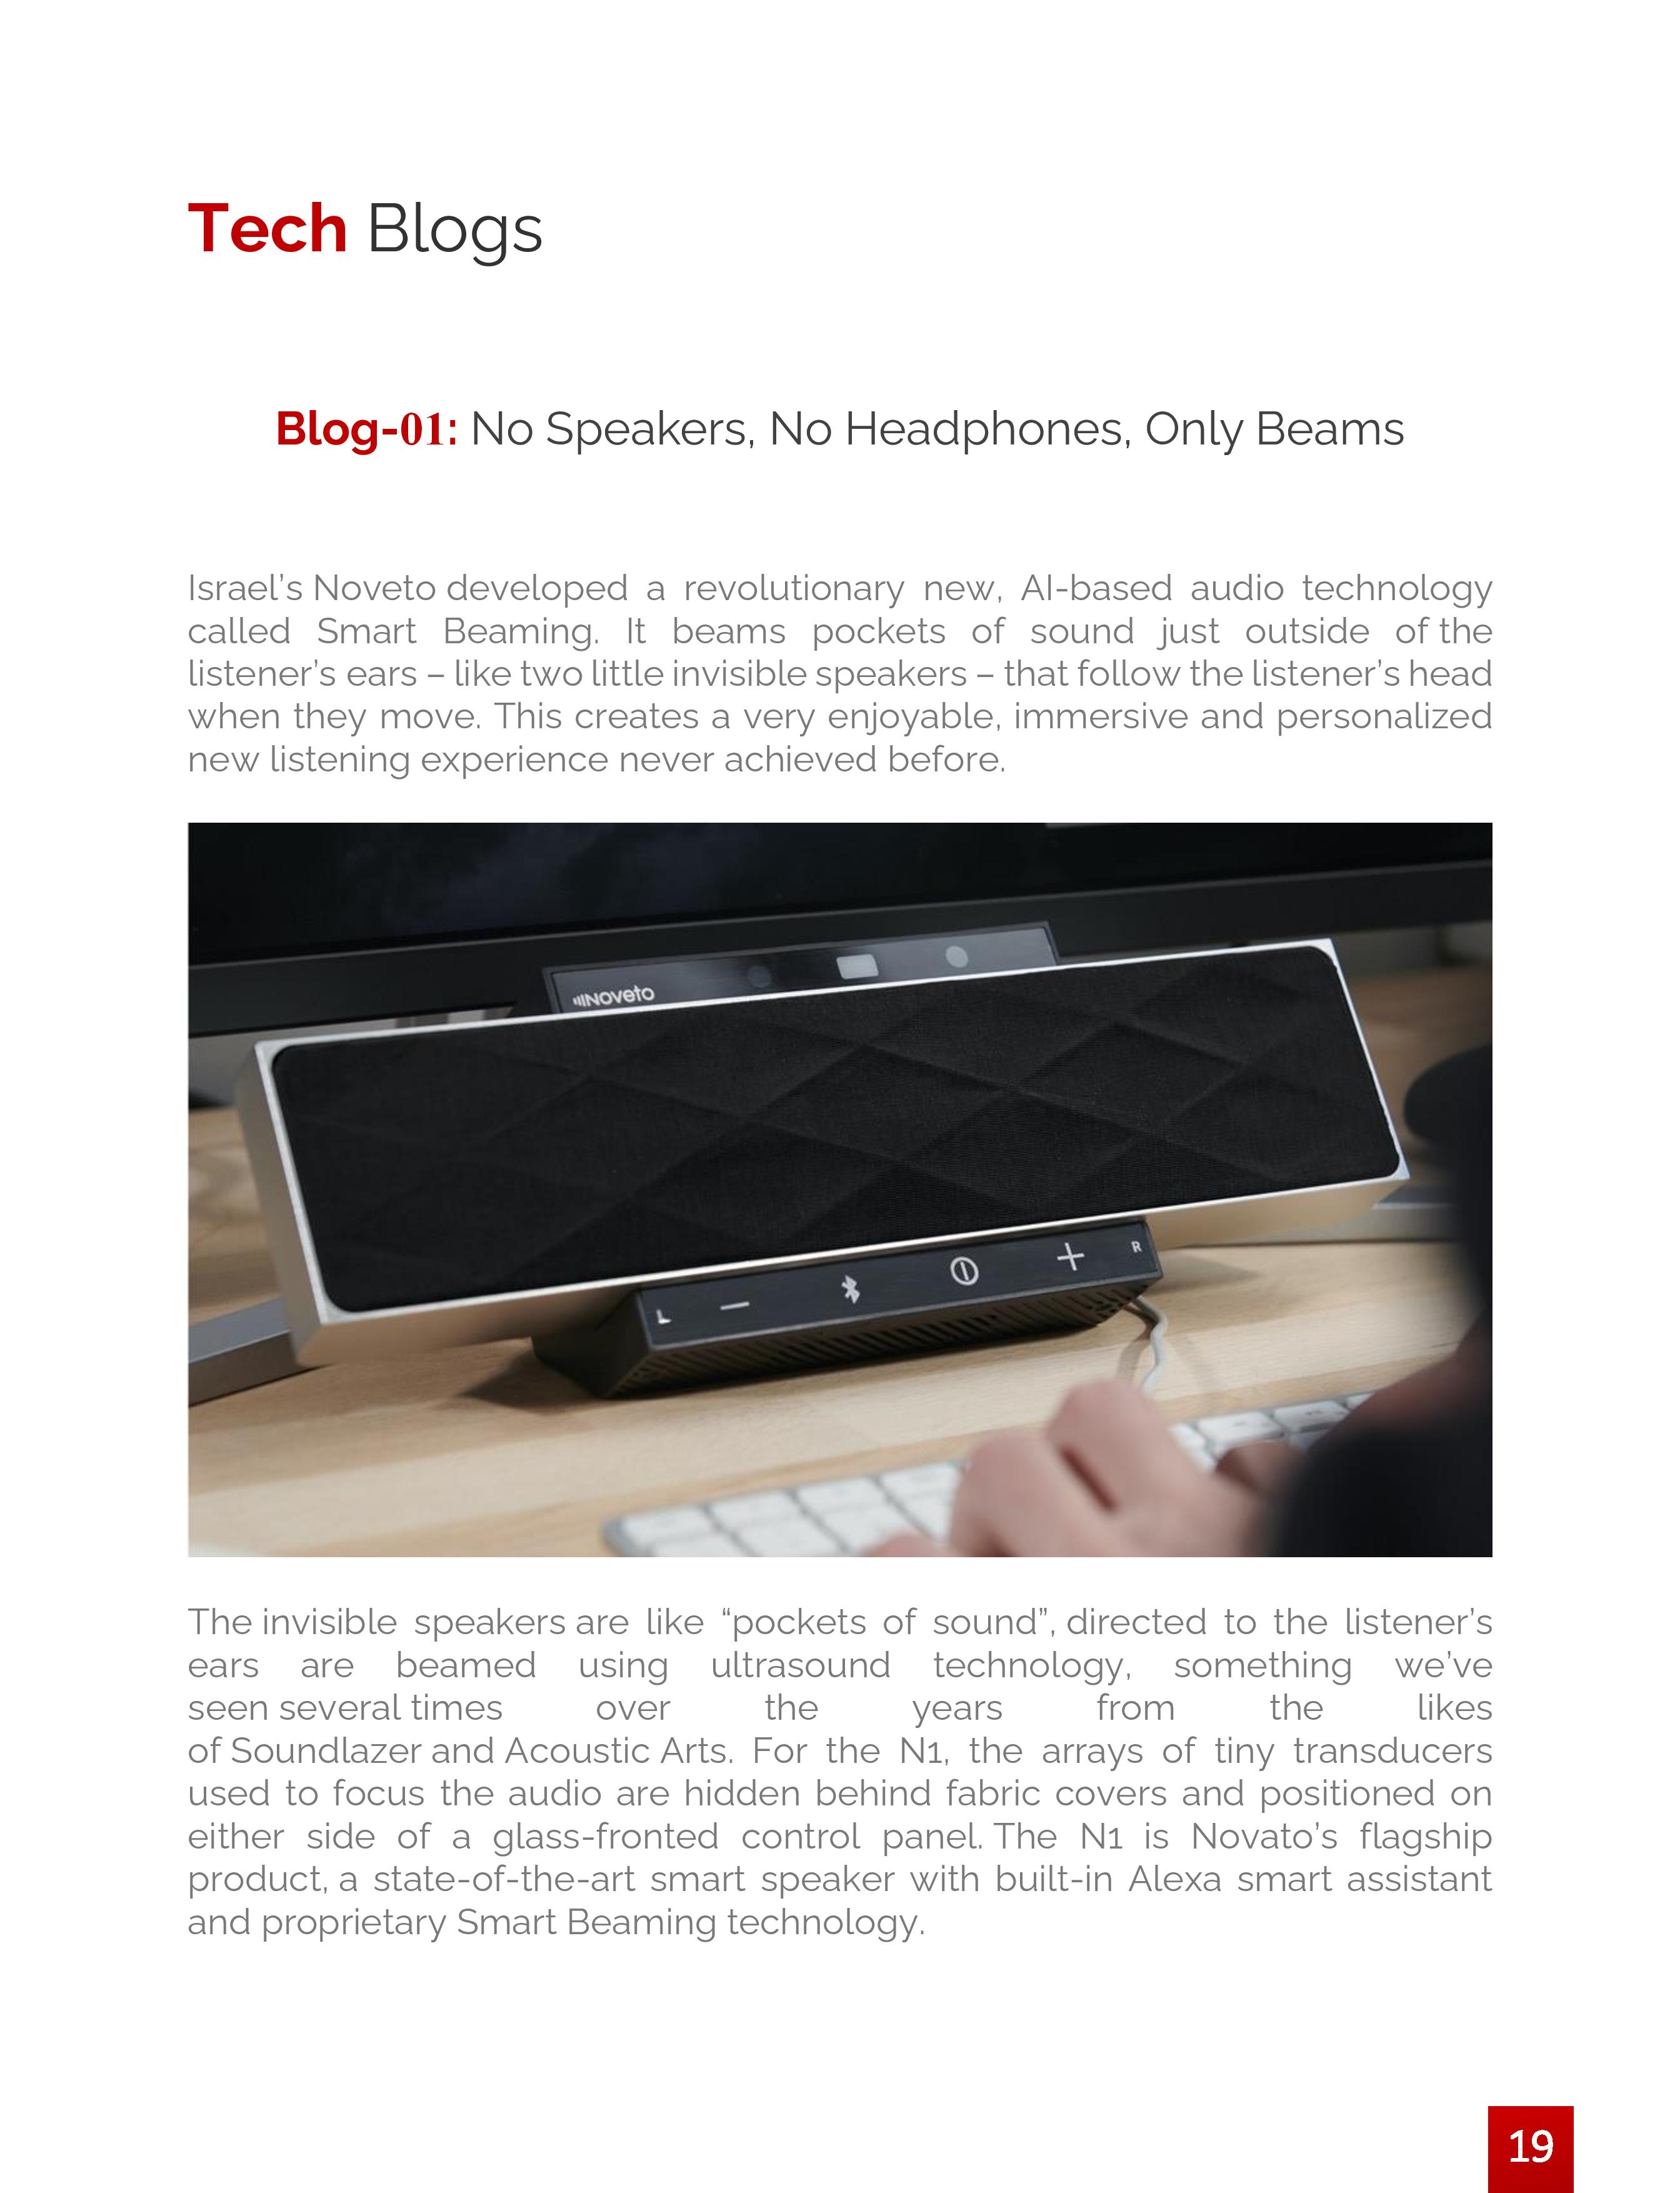 Tech Blogs
Blog-01: No Speakers, No Headphones, Only Beams
Israel’s Noveto developed a revolutionary new, AI-based audio technology
called Smart Beaming. It beams pockets of sound just outside of the
listener’s ears – like two little invisible speakers – that follow the listener’s head
when they move. This creates a very enjoyable, immersive and personalized
new listening experience never achieved before.
Noveto
L
R
The invisible speakers are like “pockets of sound”, directed to the listener’s
ears are beamed using ultrasound technology, something we’ve
seen several times over the years from the likes
of Soundlazer and Acoustic Arts. For the N1, the arrays of tiny transducers
used to focus the audio are hidden behind fabric covers and positioned on
either side of a glass-fronted control panel. The N1 is Novato’s flagship
product, a state-of-the-art smart speaker with built-in Alexa smart assistant
and proprietary Smart Beaming technology.
19